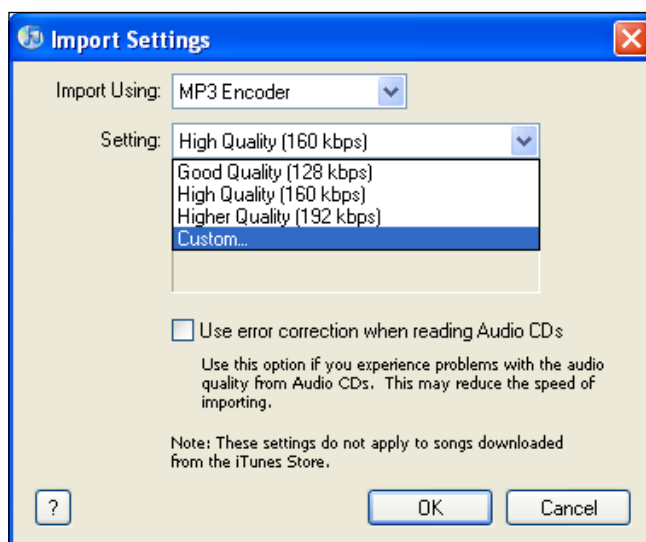 Import Settings
Import Using: MP3 Encoder
Setting: High Quality (160 kbps)
Good Quality (128 kbps)
High Quality (160 kbps)
Higher Quality (192 kbps)
Custom...
Use error correction when reading Audio CDs
Use this option if you experience problems with the audio
quality from Audio CDs. This may reduce the speed of
importing.
Note: These settings do not apply to songs downloaded
from the iTunes Store.
? OK Cancel